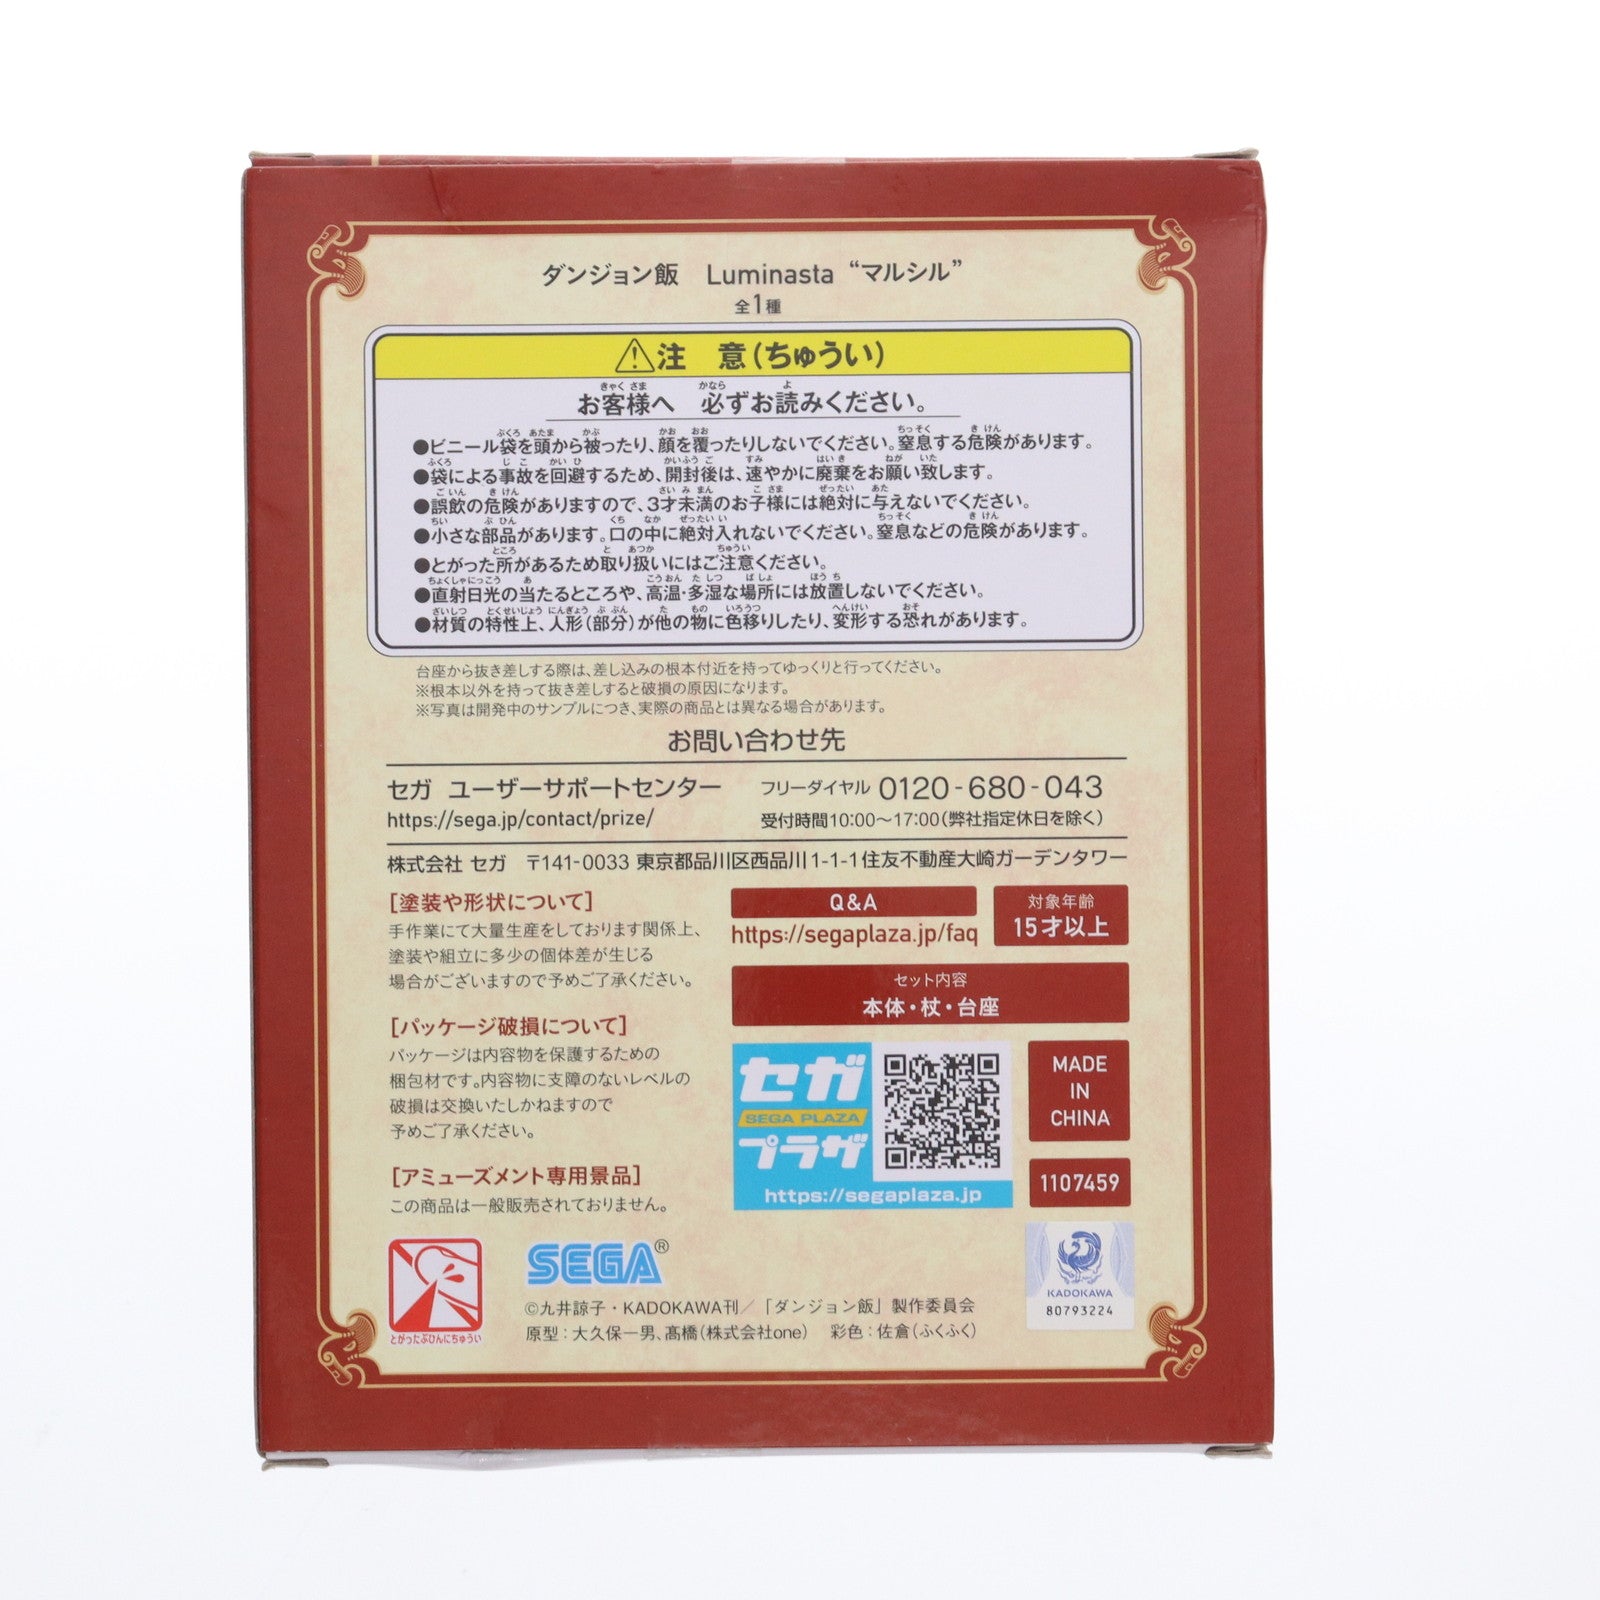 ダンジョン飯 Luminasta “マルシル”
全1種
注 意(ちゅうい)
お客様へ 必ずお読みください。
●ビニール袋を頭から被ったり、顔を覆ったりしないでください。窒息する危険があります。
●袋による事故を回避するため、開封後は、速やかに廃棄をお願い致します。
●誤飲の危険がありますので、3才未満のお子様には絶対に与えないでください。
●小さな部品があります。口の中に絶対入れないでください。窒息などの危険があります。
●とがった所があるため取り扱いにはご注意ください。
●直射日光の当たるところや、高温・多湿な場所には放置しないでください。
●材質の特性上、人形(部分)が他の物に色移りしたり、変形する恐れがあります。
台座から抜き差しする際は、差し込みの根本付近を持ってゆっくりと行ってください。
※根本以外を持って抜き差しすると破損の原因になります。
※写真は開発中のサンプルにつき、実際の商品とは異なる場合があります。
お問い合わせ先
セガ ユーザーサポートセンター フリーダイヤル 0120-680-043
https://sega.jp/contact/prize/ 受付時間10:00〜17:00(弊社指定休日を除く)
株式会社 セガ 〒141-0033 東京都品川区西品川1-1-1住友不動産大崎ガーデンタワー
[塗装や形状について]
手作業にて大量生産をしております関係上、
塗装や組立に多少の個体差が生じる
場合がございますので予めご了承ください。
[パッケージ破損について]
パッケージは内容物を保護するための
梱包材です。内容物に支障のないレベルの
破損は交換いたしかねますので
予めご了承ください。
[アミューズメント専用景品]
この商品は一般販売されておりません。
Q&A
https://segaplaza.jp/faq
対象年齢
15才以上
セット内容
本体・杖・台座
セガ
SEGA PLAZA
プラザ
https://segaplaza.jp
MADE
IN
CHINA
1107459
とがったぶひんにちゅうい
SEGA®
©九井諒子・KADOKAWA刊/「ダンジョン飯」製作委員会
原型:大久保一男、髙橋(株式会社one) 彩色:佐倉(ふくふく)
KADOKAWA
80793224